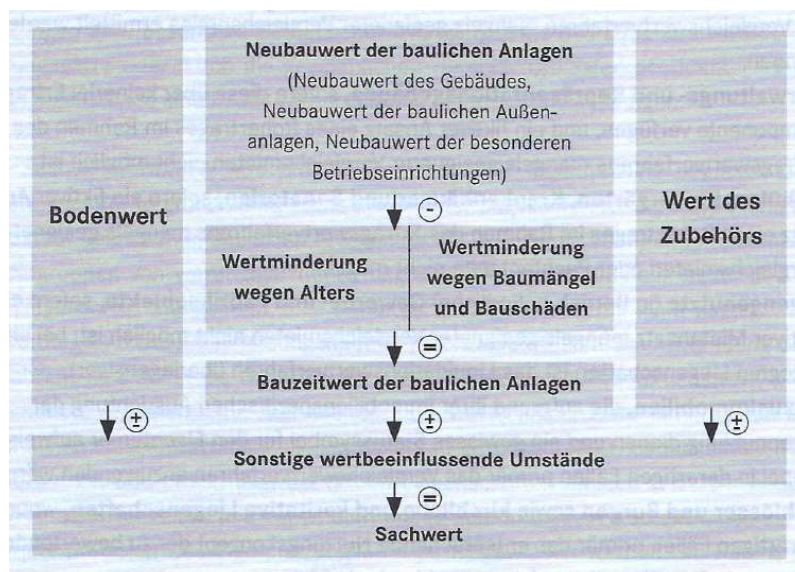 Neubauwert der baulichen Anlagen
(Neubauwert des Gebäudes,
Neubauwert der baulichen Außen-
anlagen, Neubauwert der besonderen
Betriebseinrichtungen)
Bodenwert
Wert des
Zubehörs
-
Wertminderung
wegen Alters
Wertminderung
wegen Baumängel
und Bauschäden
=
Bauzeitwert der baulichen Anlagen
±
±
±
Sonstige wertbeeinflussende Umstände
=
Sachwert